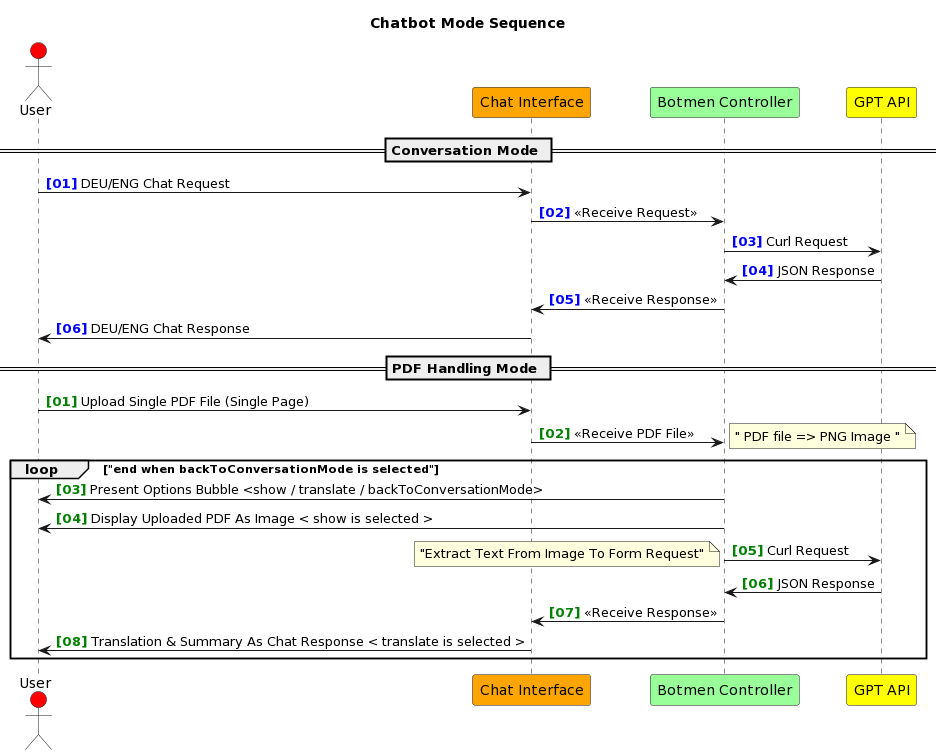 Chatbot Mode Sequence
User
Chat Interface
Botmen Controller
GPT API
Conversation Mode
[01] DEU/ENG Chat Request
[02] «Receive Request»
[03] Curl Request
[04] JSON Response
[05] «Receive Response»
[06] DEU/ENG Chat Response
PDF Handling Mode
[01] Upload Single PDF File (Single Page)
[02] «Receive PDF File»
" PDF file => PNG Image "
loop ["end when backToConversationMode is selected"]
[03] Present Options Bubble <show / translate / backToConversationMode>
[04] Display Uploaded PDF As Image < show is selected >
"Extract Text From Image To Form Request"
[05] Curl Request
[06] JSON Response
[07] «Receive Response»
[08] Translation & Summary As Chat Response < translate is selected >
User
Chat Interface
Botmen Controller
GPT API